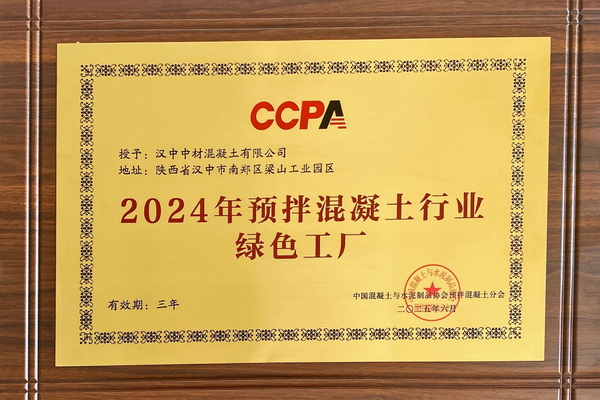 CCPA
授予：汉中中材混凝土有限公司
地址：陕西省汉中市南郑区梁山工业园区
2024年预拌混凝土行业
绿色工厂
中国混凝土与水泥制品协会预拌混凝土分会
有效期：三年
二〇二五年六月